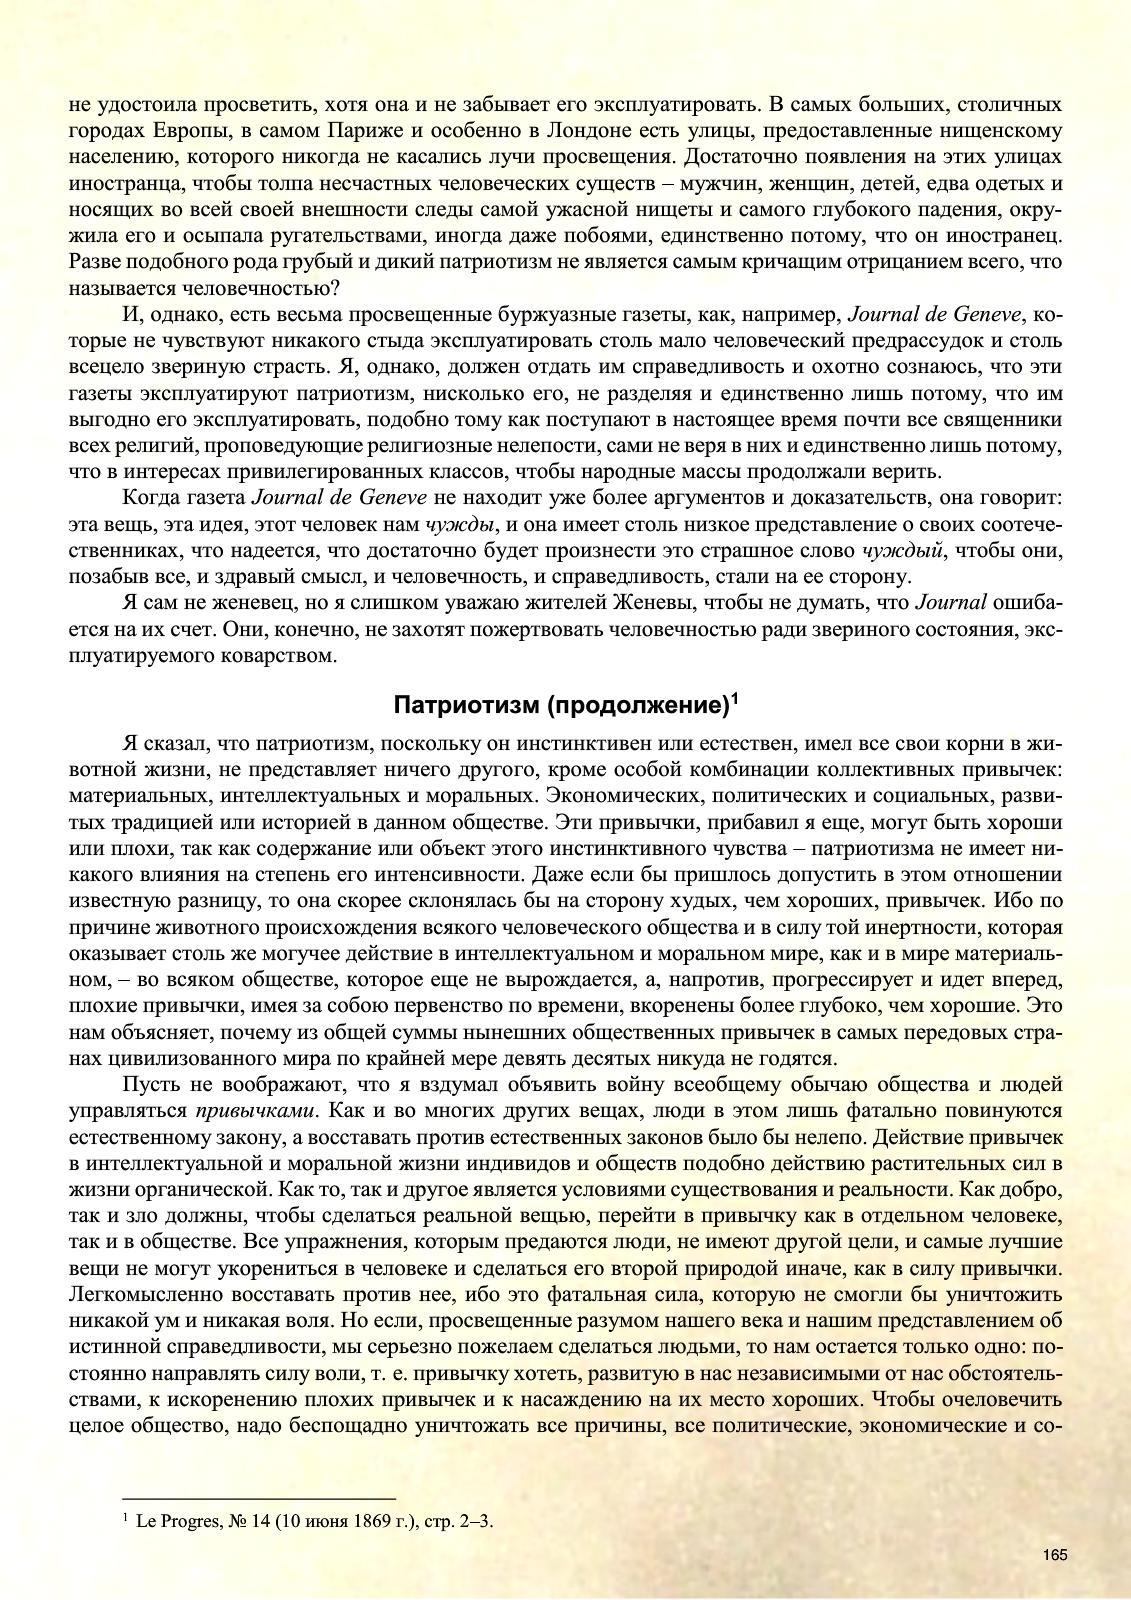 не удостоила просветить, хотя она и не забывает его эксплуатировать. В самых больших, столичных
городах Европы, в самом Париже и особенно в Лондоне есть улицы, предоставленные нищенскому
населению, которого никогда не касались лучи просвещения. Достаточно появления на этих улицах
иностранца, чтобы толпа несчастных человеческих существ – мужчин, женщин, детей, едва одетых и
носящих во всей своей внешности следы самой ужасной нищеты и самого глубокого падения, окру-
жила его и осыпала ругательствами, иногда даже побоями, единственно потому, что он иностранец.
Разве подобного рода грубый и дикий патриотизм не является самым кричащим отрицанием всего, что
называется человечностью?
И, однако, есть весьма просвещенные буржуазные газеты, как, например, Journal de Geneve, ко-
торые не чувствуют никакого стыда эксплуатировать столь мало человеческий предрассудок и столь
всецело звериную страсть. Я, однако, должен отдать им справедливость и охотно сознаюсь, что эти
газеты эксплуатируют патриотизм, нисколько его, не разделяя и единственно лишь потому, что им
выгодно его эксплуатировать, подобно тому как поступают в настоящее время почти все священники
всех религий, проповедующие религиозные нелепости, сами не веря в них и единственно лишь потому,
что в интересах привилегированных классов, чтобы народные массы продолжали верить.
Когда газета Journal de Geneve не находит уже более аргументов и доказательств, она говорит:
эта вещь, эта идея, этот человек нам чужды, и она имеет столь низкое представление о своих соотече-
ственниках, что надеется, что достаточно будет произнести это страшное слово чуждый, чтобы они,
позабыв все, и здравый смысл, и человечность, и справедливость, стали на ее сторону.
Я сам не женевец, но я слишком уважаю жителей Женевы, чтобы не думать, что Journal ошиба-
ется на их счет. Они, конечно, не захотят пожертвовать человечностью ради звериного состояния, экс-
плуатируемого коварством.
Патриотизм (продолжение)¹
Я сказал, что патриотизм, поскольку он инстинктивен или естествен, имел все свои корни в жи-
вотной жизни, не представляет ничего другого, кроме особой комбинации коллективных привычек:
материальных, интеллектуальных и моральных. Экономических, политических и социальных, разви-
тых традицией или историей в данном обществе. Эти привычки, прибавил я еще, могут быть хороши
или плохи, так как содержание или объект этого инстинктивного чувства – патриотизма не имеет ни-
какого влияния на степень его интенсивности. Даже если бы пришлось допустить в этом отношении
известную разницу, то она скорее склонялась бы на сторону худых, чем хороших, привычек. Ибо по
причине животного происхождения всякого человеческого общества и в силу той инертности, которая
оказывает столь же могучее действие в интеллектуальном и моральном мире, как и в мире материаль-
ном, – во всяком обществе, которое еще не вырождается, а, напротив, прогрессирует и идет вперед,
плохие привычки, имея за собою первенство по времени, вкоренены более глубоко, чем хорошие. Это
нам объясняет, почему из общей суммы нынешних общественных привычек в самых передовых стра-
нах цивилизованного мира по крайней мере девять десятых никуда не годятся.
Пусть не воображают, что я вздумал объявить войну всеобщему обычаю общества и людей
управляться привычками. Как и во многих других вещах, люди в этом лишь фатально повинуются
естественному закону, а восставать против естественных законов было бы нелепо. Действие привычек
в интеллектуальной и моральной жизни индивидов и обществ подобно действию растительных сил в
жизни органической. Как то, так и другое является условиями существования и реальности. Как добро,
так и зло должны, чтобы сделаться реальной вещью, перейти в привычку как в отдельном человеке,
так и в обществе. Все упражнения, которым предаются люди, не имеют другой цели, и самые лучшие
вещи не могут укорениться в человеке и сделаться его второй природой иначе, как в силу привычки.
Легкомысленно восставать против нее, ибо это фатальная сила, которую не смогли бы уничтожить
никакой ум и никакая воля. Но если, просвещенные разумом нашего века и нашим представлением об
истинной справедливости, мы серьезно пожелаем сделаться людьми, то нам остается только одно: по-
стоянно направлять силу воли, т. е. привычку хотеть, развитую в нас независимыми от нас обстоятель-
ствами, к искоренению плохих привычек и к насаждению на их место хороших. Чтобы очеловечить
целое общество, надо беспощадно уничтожать все причины, все политические, экономические и со-
¹ Le Progres, № 14 (10 июня 1869 г.), стр. 2–3.
165